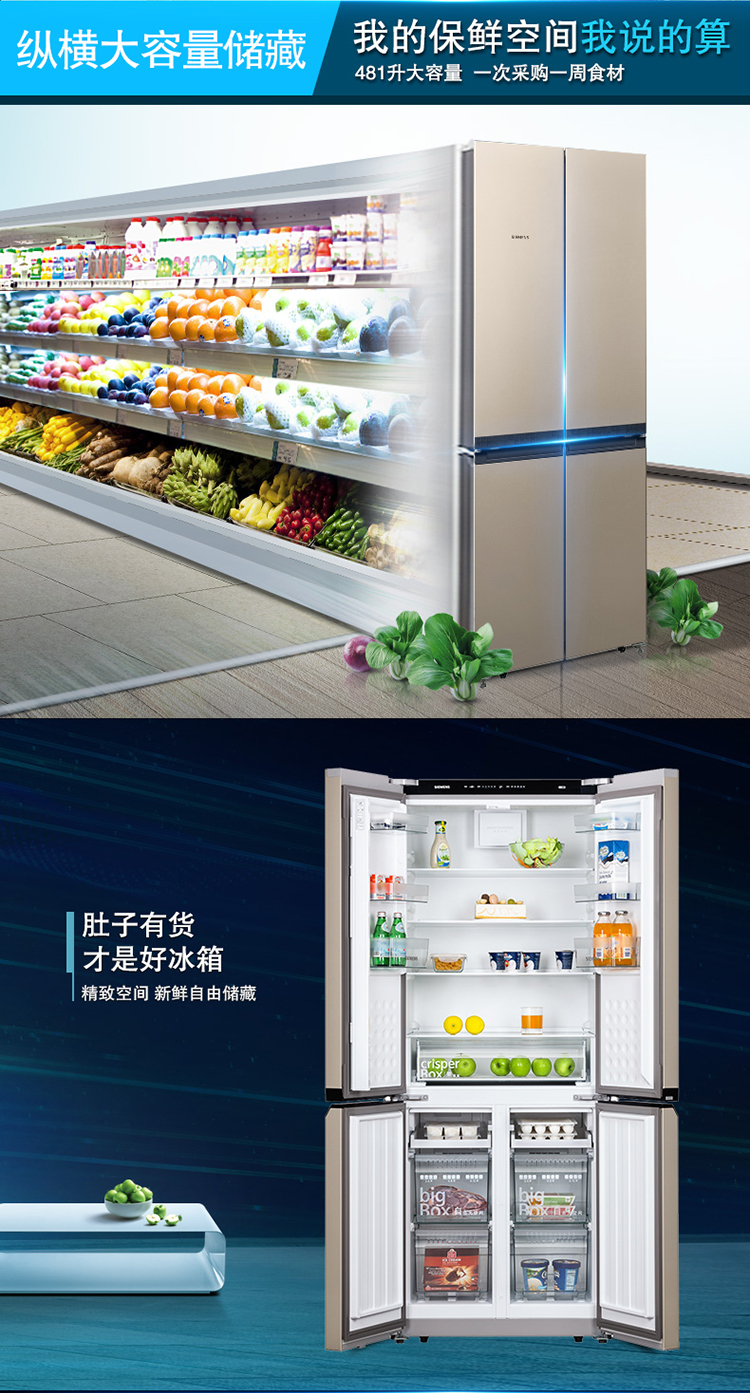 纵横大容量储藏
我的保鲜空间我说的算
481升大容量 一次采购一周食材
SIEMENS
SIEMENS
肚子有货
才是好冰箱
精致空间 新鲜自由储藏
crisper
Box
big
Box
big
Box